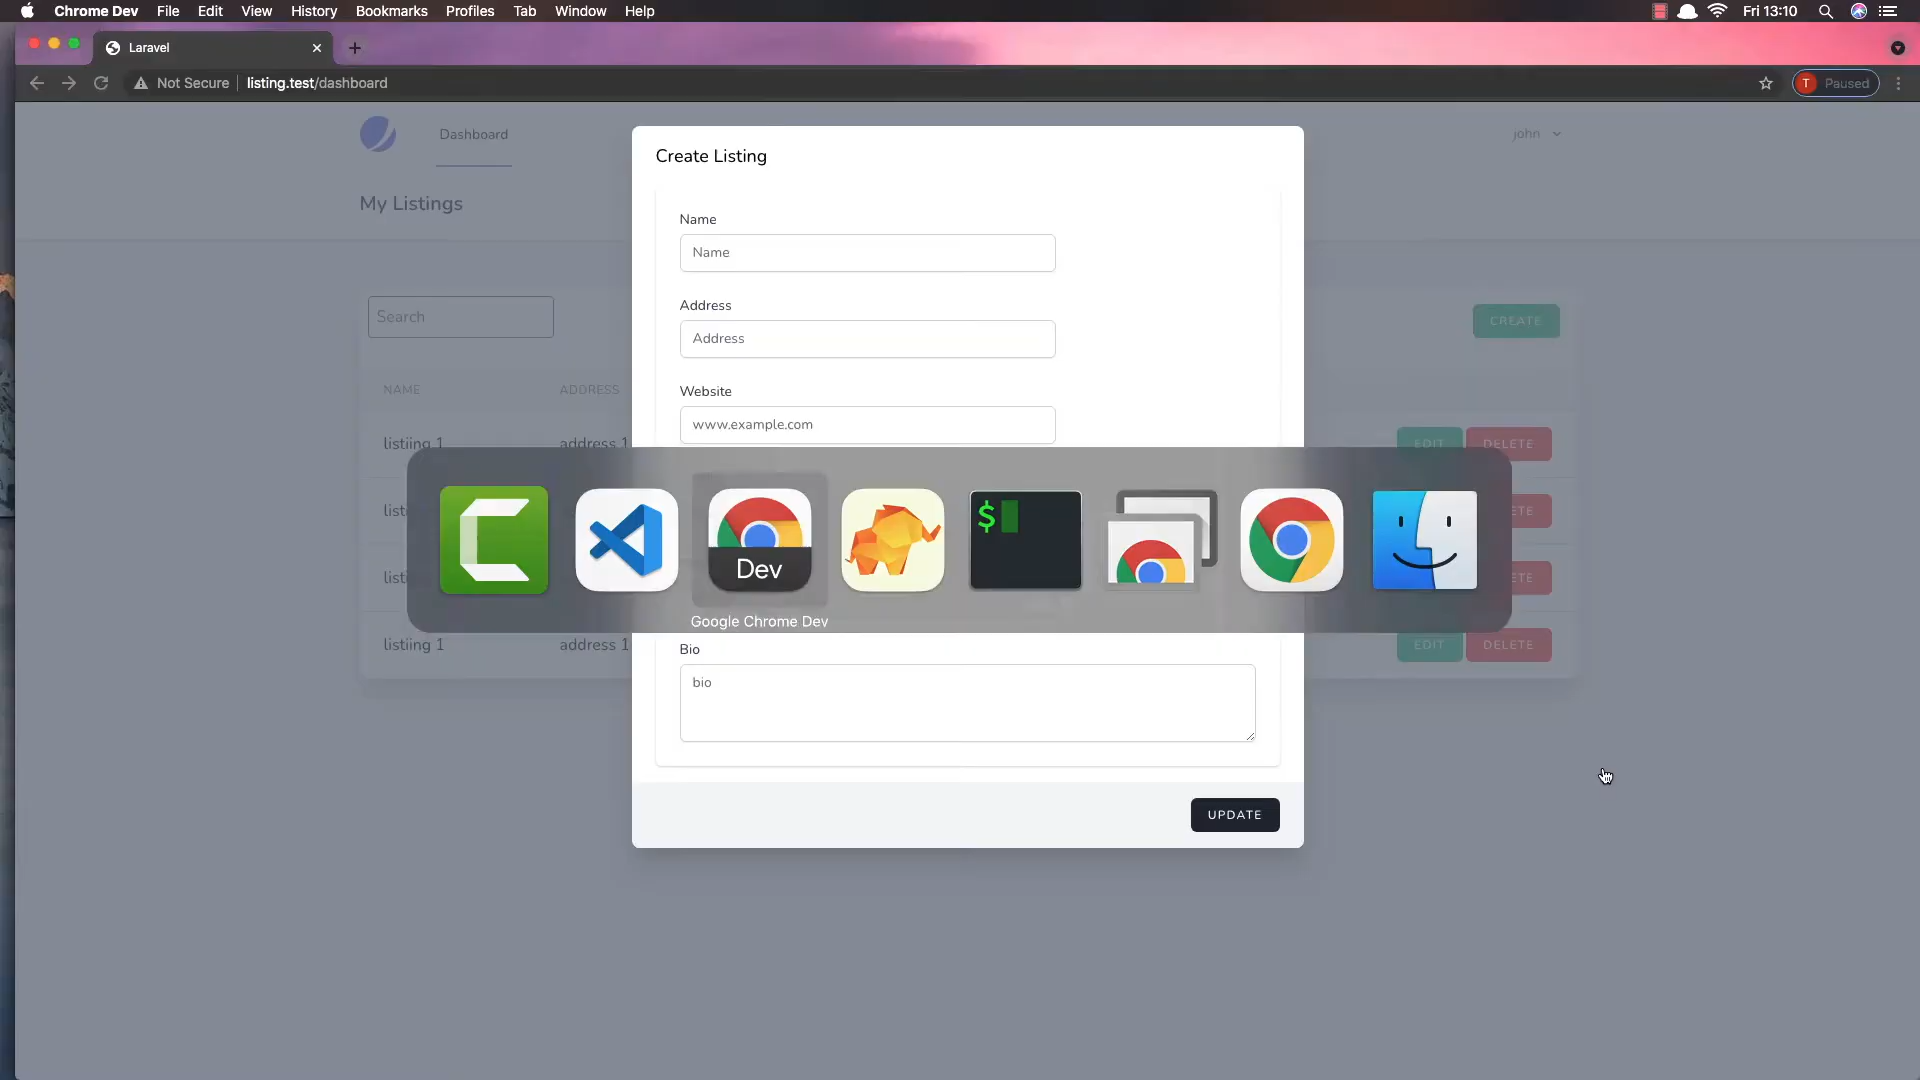 Chrome Dev File Edit View History Bookmarks Profiles Tab Window Help Fri 13:10
Laravel
Not Secure listing.test/dashboard T Paused
Dashboard john
My Listings
Create Listing
Name
Name
Address
Address
Website
www.example.com
Search CREATE
NAME ADDRESS
listiing 1 address 1 EDIT DELETE
Dev
$
Google Chrome Dev
listiing 1 address 1 EDIT DELETE
Bio
bio
UPDATE